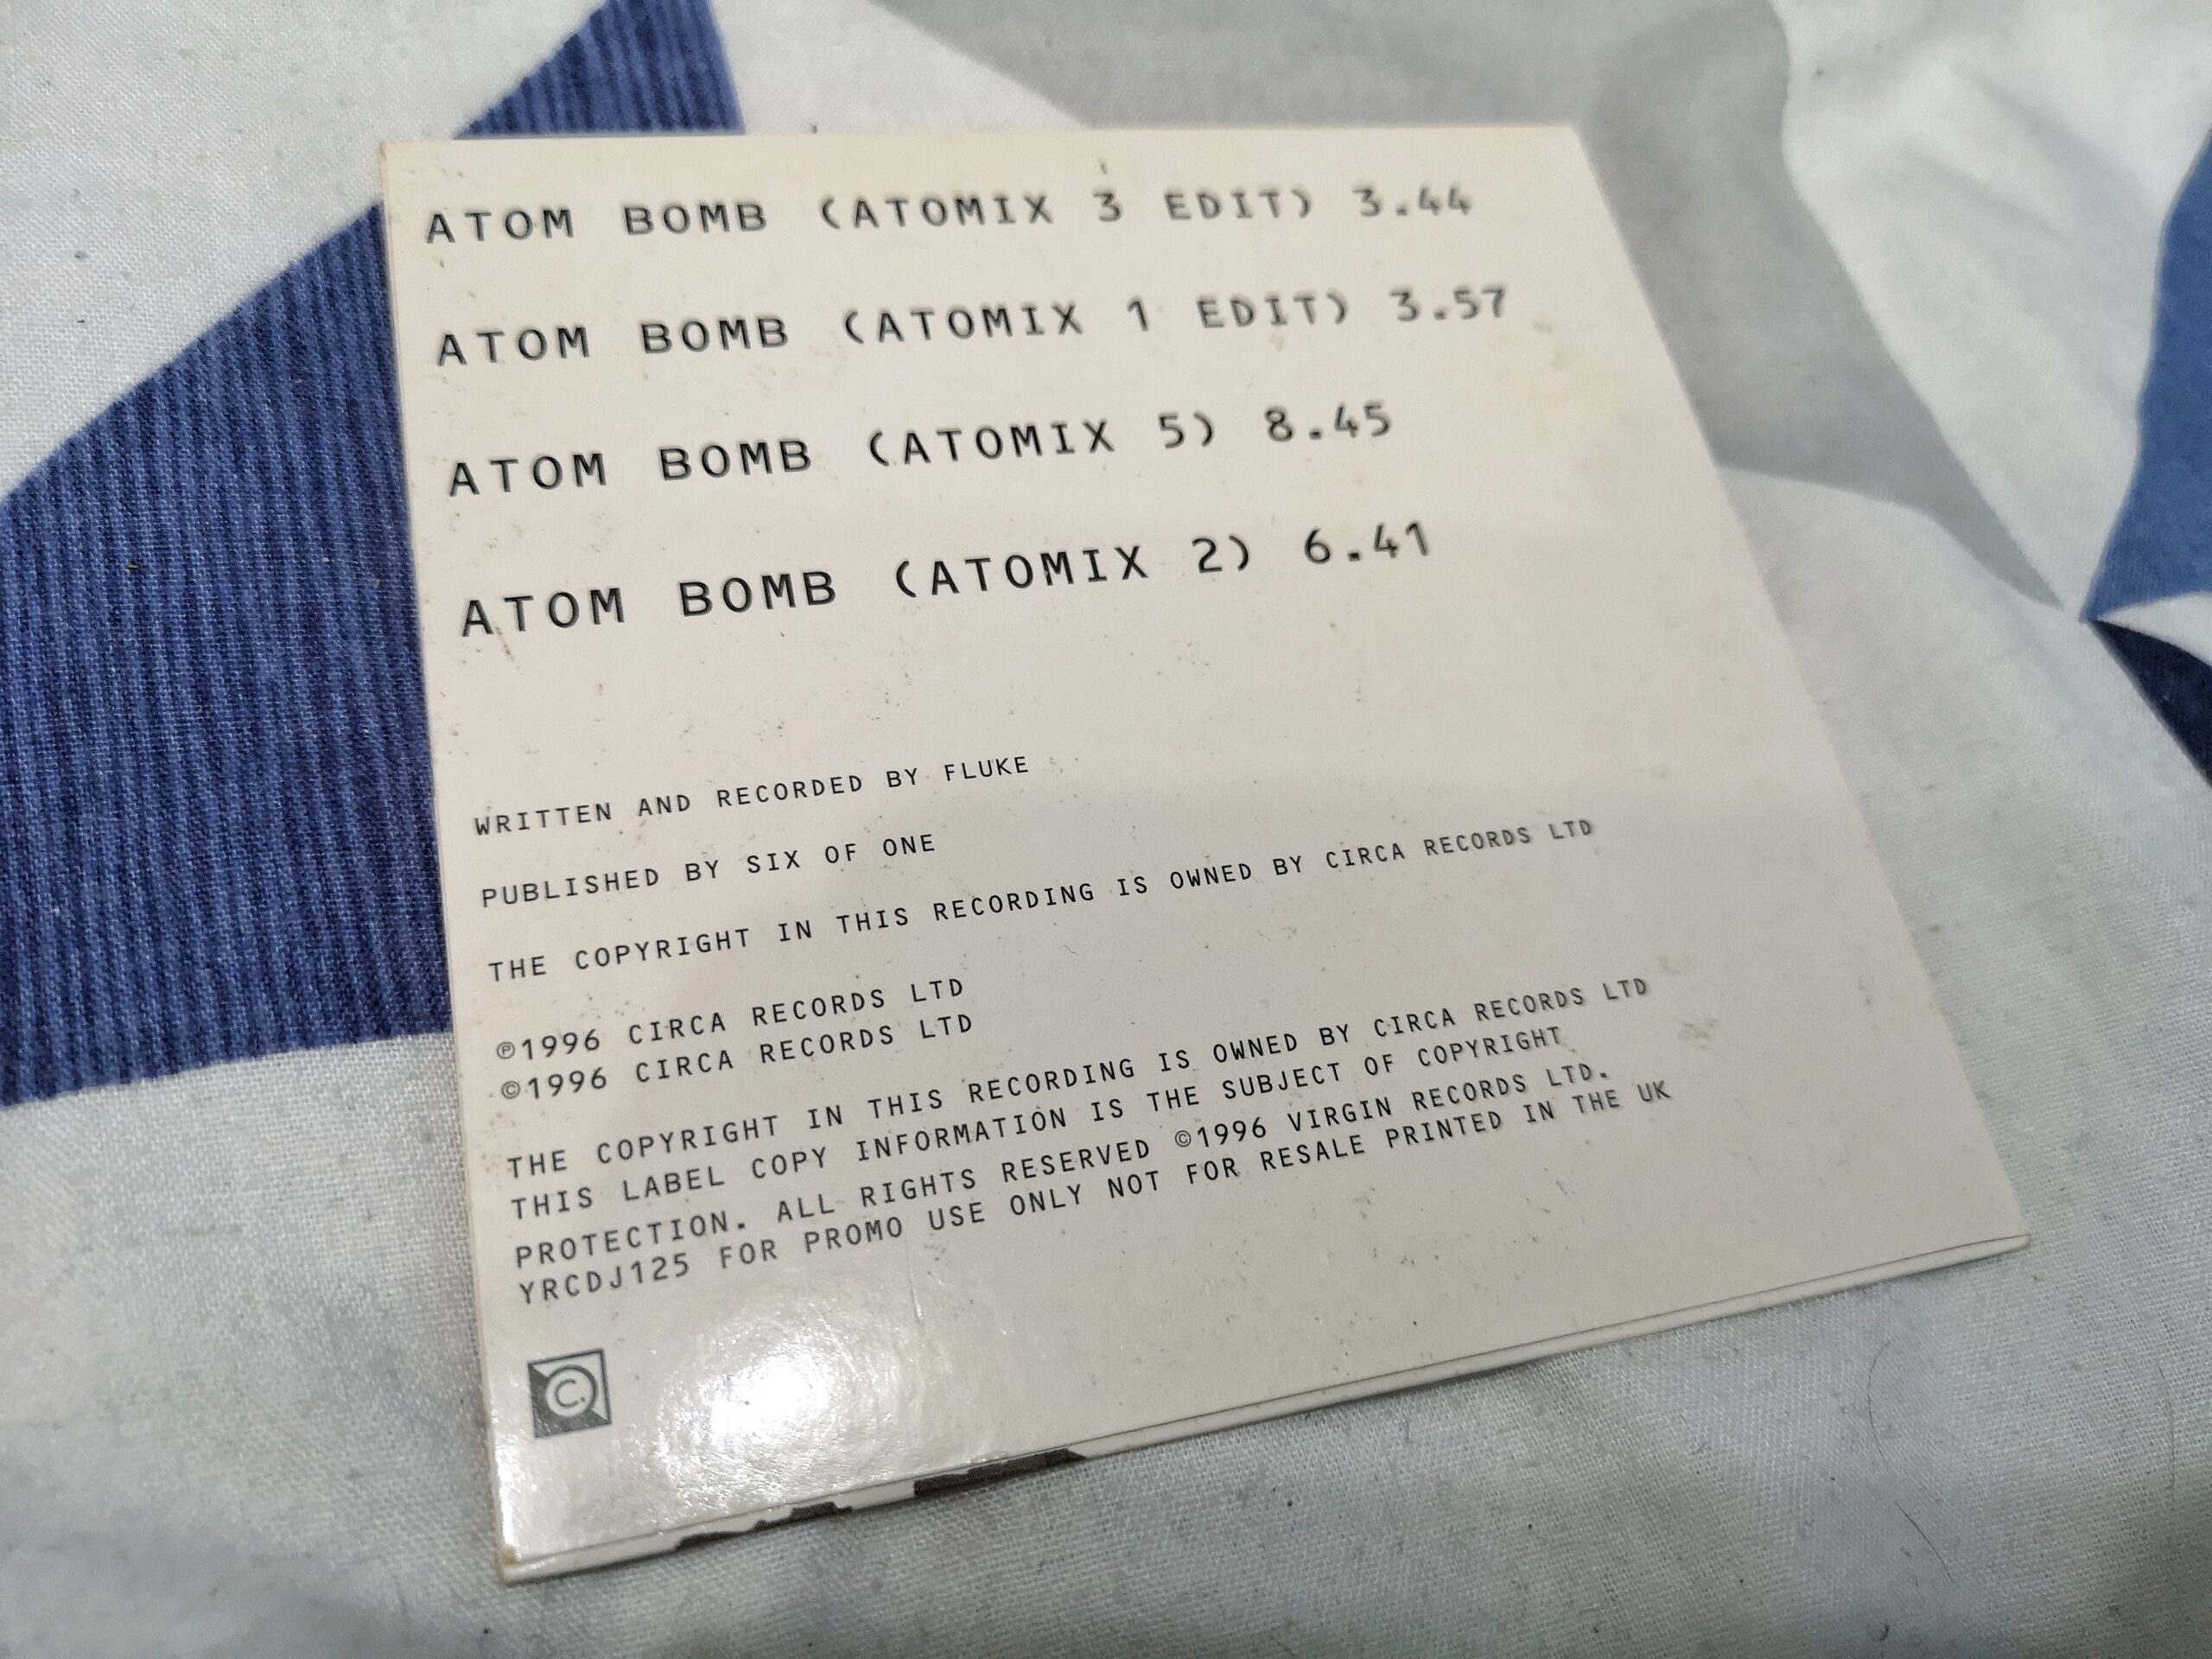 ATOM BOMB (ATOMIX 3 EDIT) 3.44
ATOM BOMB (ATOMIX 1 EDIT) 3.57
ATOM BOMB (ATOMIX 5) 8.45
ATOM BOMB (ATOMIX 2) 6.41
WRITTEN AND RECORDED BY FLUKE
PUBLISHED BY SIX OF ONE
THE COPYRIGHT IN THIS RECORDING IS OWNED BY CIRCA RECORDS LTD
℗1996 CIRCA RECORDS LTD
©1996 CIRCA RECORDS LTD
THE COPYRIGHT IN THIS RECORDING IS OWNED BY CIRCA RECORDS LTD
THIS LABEL COPY INFORMATION IS THE SUBJECT OF COPYRIGHT
PROTECTION. ALL RIGHTS RESERVED ©1996 VIRGIN RECORDS LTD.
YRCDJ125 FOR PROMO USE ONLY NOT FOR RESALE PRINTED IN THE UK
C.